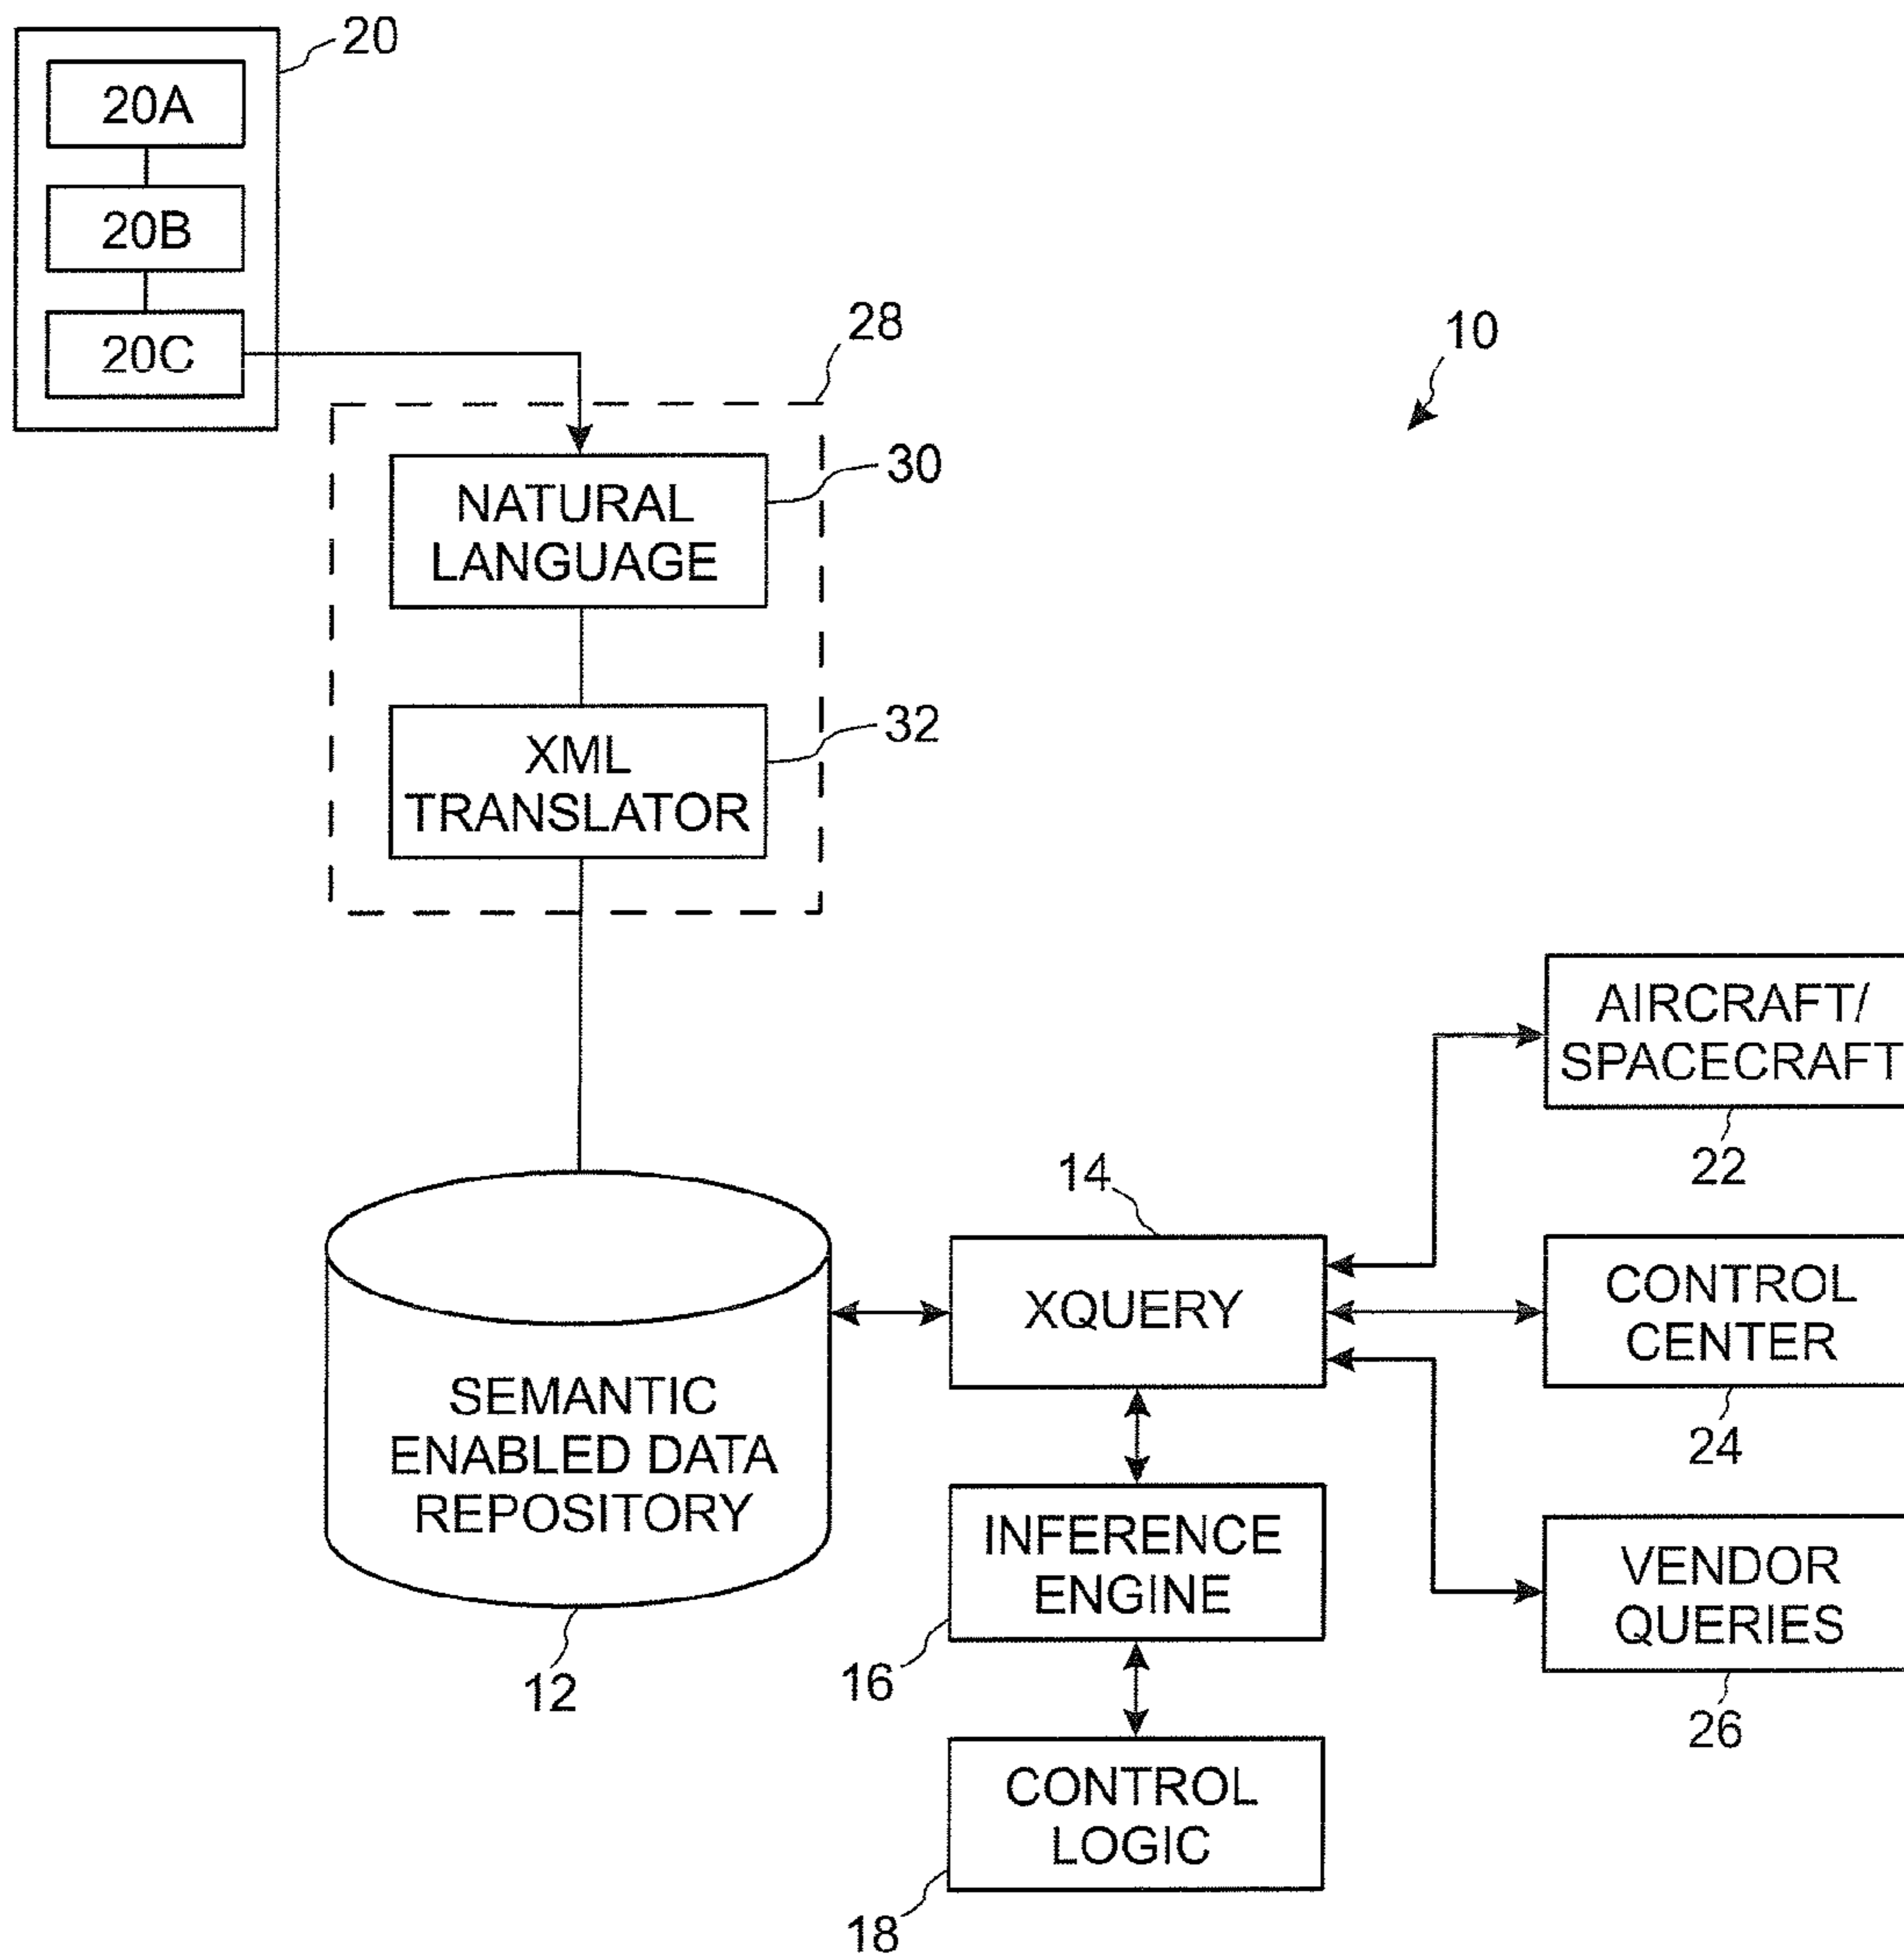 20
20A
20B
20C
28
10
NATURAL
LANGUAGE
30
XML
TRANSLATOR
32
AIRCRAFT/
SPACECRAFT
22
14
XQUERY
CONTROL
CENTER
24
SEMANTIC
ENABLED DATA
REPOSITORY
12
INFERENCE
ENGINE
16
VENDOR
QUERIES
26
CONTROL
LOGIC
18